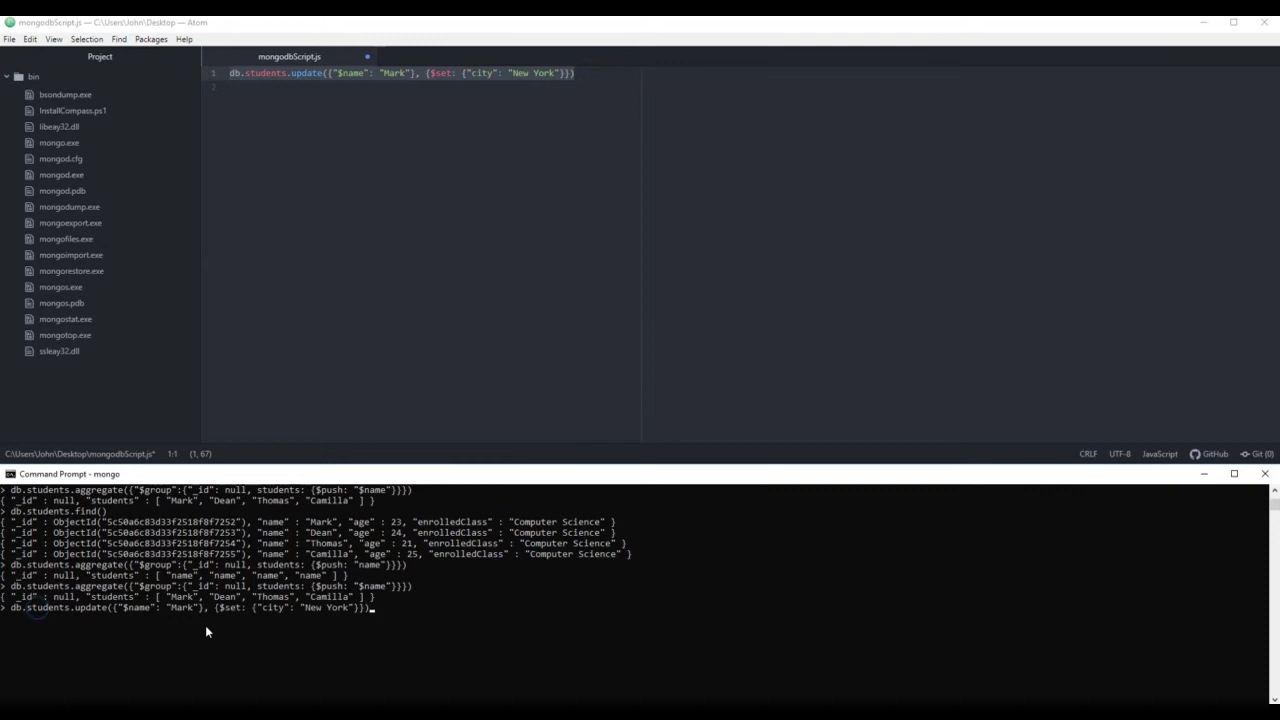 mongodbScript.js — C:\Users\John\Desktop — Atom
File Edit View Selection Find Packages Help
Project
mongodbScript.js
bin
bsondump.exe
InstallCompass.ps1
libeay32.dll
mongo.exe
mongod.cfg
mongod.exe
mongod.pdb
mongodump.exe
mongoexport.exe
mongofiles.exe
mongoimport.exe
mongorestore.exe
mongos.exe
mongos.pdb
mongostat.exe
mongotop.exe
ssleay32.dll
1 db.students.update({"$name": "Mark"}, {$set: {"city": "New York"}})
2
C:\Users\John\Desktop\mongodbScript.js* 1:1 (1, 67) CRLF UTF-8 JavaScript GitHub Git (0)
Command Prompt - mongo
> db.students.aggregate({"$group":{"_id": null, students: {$push: "$name"}}})
{ "_id" : null, "students" : [ "Mark", "Dean", "Thomas", "Camilla" ] }
> db.students.find()
{ "_id" : ObjectId("5c50a6c83d33f2518f8f7252"), "name" : "Mark", "age" : 23, "enrolledClass" : "Computer Science" }
{ "_id" : ObjectId("5c50a6c83d33f2518f8f7253"), "name" : "Dean", "age" : 24, "enrolledClass" : "Computer Science" }
{ "_id" : ObjectId("5c50a6c83d33f2518f8f7254"), "name" : "Thomas", "age" : 21, "enrolledClass" : "Computer Science" }
{ "_id" : ObjectId("5c50a6c83d33f2518f8f7255"), "name" : "Camilla", "age" : 25, "enrolledClass" : "Computer Science" }
> db.students.aggregate({"$group":{"_id": null, students: {$push: "name"}}})
{ "_id" : null, "students" : [ "name", "name", "name", "name" ] }
> db.students.aggregate({"$group":{"_id": null, students: {$push: "$name"}}})
{ "_id" : null, "students" : [ "Mark", "Dean", "Thomas", "Camilla" ] }
> db.students.update({"$name": "Mark"}, {$set: {"city": "New York"}})